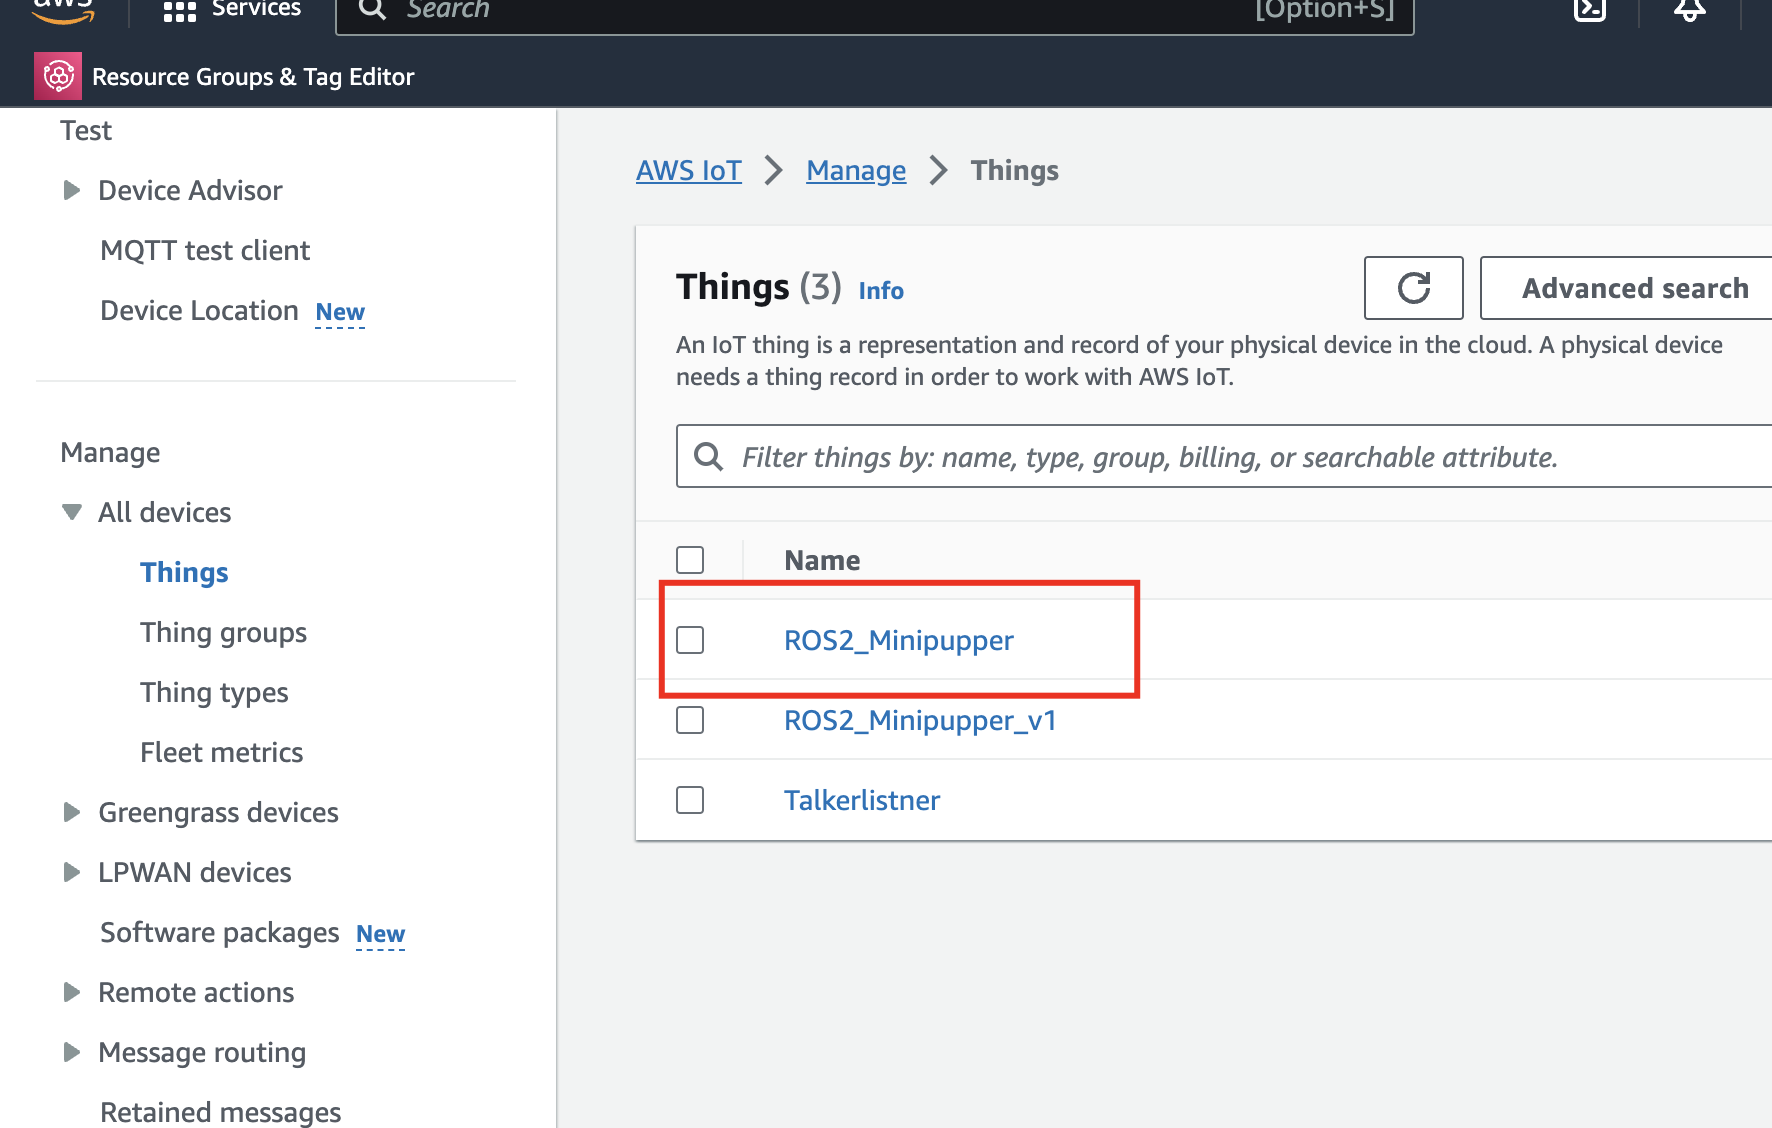 aws Services Search [Option+S]
Resource Groups & Tag Editor
Test
Device Advisor
MQTT test client
Device Location New
Manage
All devices
Things
Thing groups
Thing types
Fleet metrics
Greengrass devices
LPWAN devices
Software packages New
Remote actions
Message routing
Retained messages
AWS IoT Manage Things
Things (3) Info
Advanced search
An IoT thing is a representation and record of your physical device in the cloud. A physical device
needs a thing record in order to work with AWS IoT.
Filter things by: name, type, group, billing, or searchable attribute.
Name
ROS2_Minipupper
ROS2_Minipupper_v1
Talkerlistner